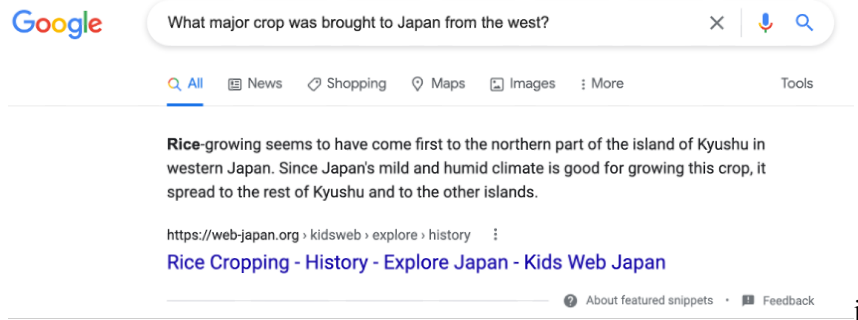 Google What major crop was brought to Japan from the west?
All News Shopping Maps Images More Tools
Rice-growing seems to have come first to the northern part of the island of Kyushu in
western Japan. Since Japan's mild and humid climate is good for growing this crop, it
spread to the rest of Kyushu and to the other islands.
https://web-japan.org › kidsweb › explore › history
Rice Cropping - History - Explore Japan - Kids Web Japan
About featured snippets • Feedback